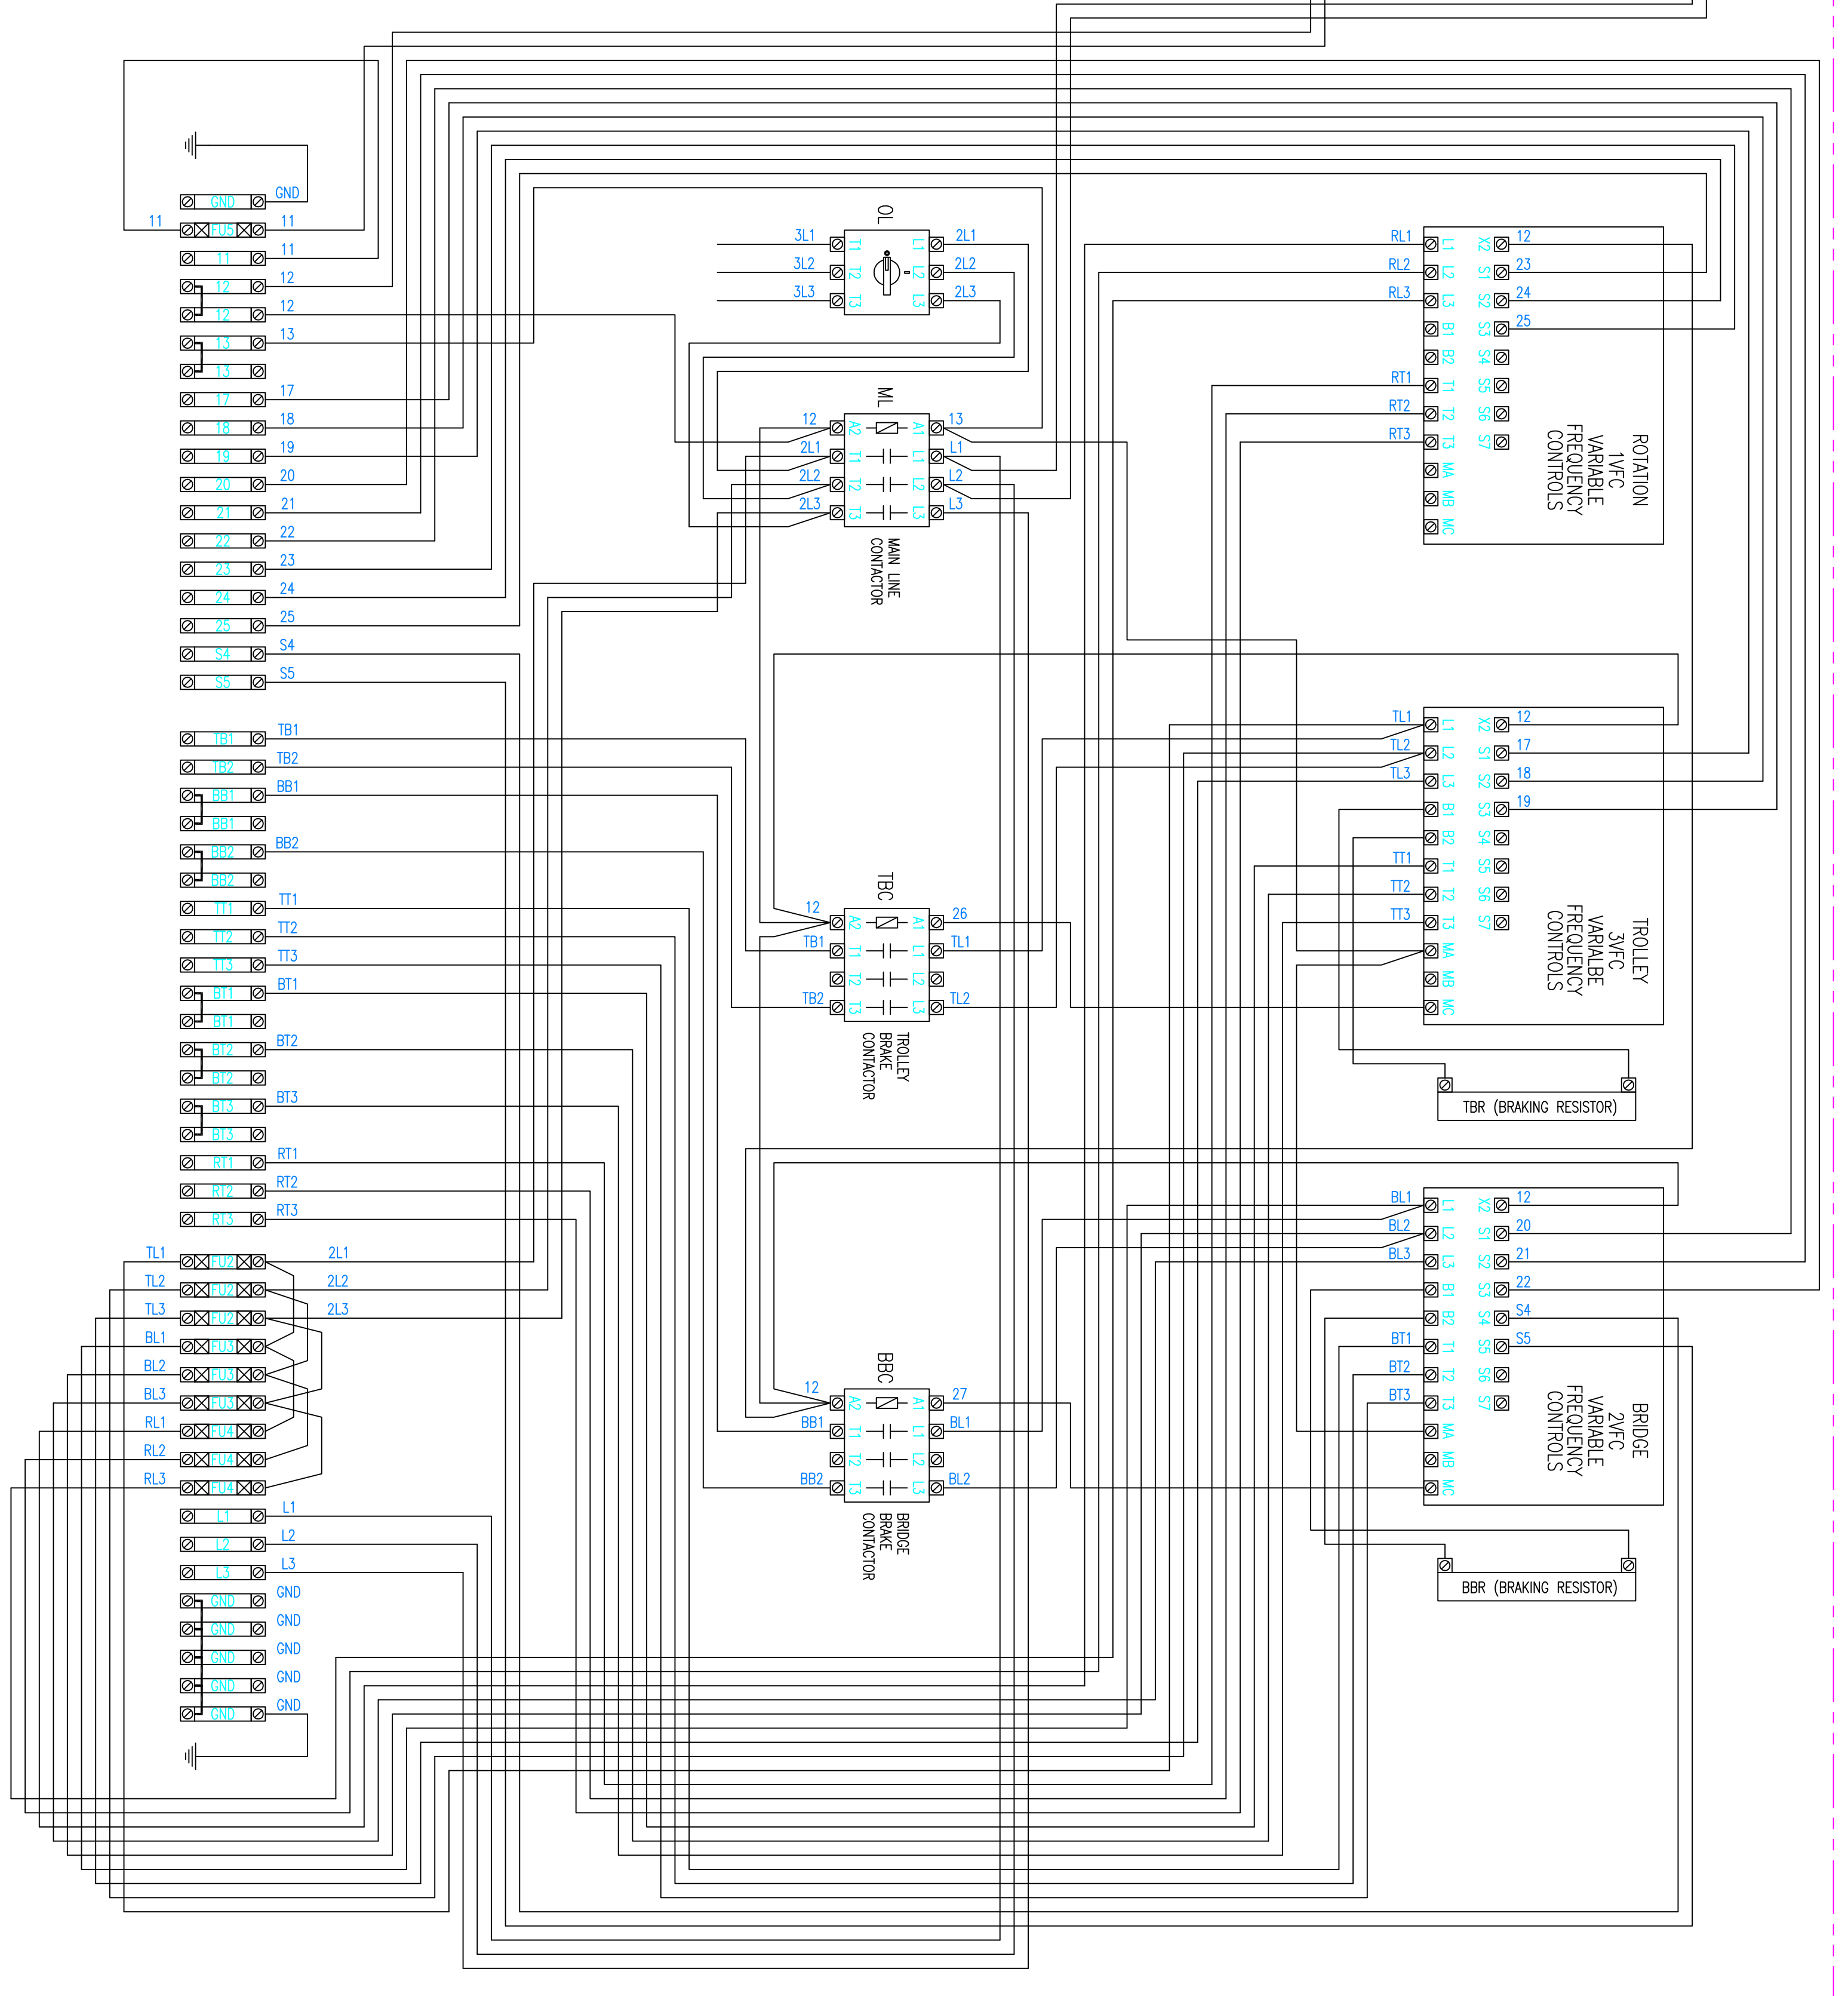 GND GND
11 FU5 11
11 11
12 12
12 12
13 13
13
17 17
18 18
19 19
20 20
21 21
22 22
23 23
24 24
25 25
S4 S4
S5 S5
TB1 TB1
TB2 TB2
BB1 BB1
BB1
BB2 BB2
BB2
TT1 TT1
TT2 TT2
TT3 TT3
BT1 BT1
BT1
BT2 BT2
BT2
BT3 BT3
BT3
RT1 RT1
RT2 RT2
RT3 RT3
TL1 FU2 2L1
TL2 FU2 2L2
TL3 FU2 2L3
BL1 FU3
BL2 FU3
BL3 FU3
RL1 FU4
RL2 FU4
RL3 FU4
L1 L1
L2 L2
L3 L3
GND GND
GND GND
GND GND
GND GND
GND GND
OL
3L1 T1 L1 2L1
3L2 T2 L2 2L2
3L3 T3 L3 2L3
ML
12 A2 A1 13
2L1 T1 L1 L1
2L2 T2 L2 L2
2L3 T3 L3 L3
MAIN LINE
CONTACTOR
TBC
12 A2 A1 26
TB1 T1 L1 TL1
T2 L2
TB2 T3 L3 TL2
TROLLEY
BRAKE
CONTACTOR
BBC
12 A2 A1 27
BB1 T1 L1 BL1
T2 L2
BB2 T3 L3 BL2
BRIDGE
BRAKE
CONTACTOR
RL1 L1 X2 12
RL2 L2 S1 23
RL3 L3 S2 24
B1 S3 25
B2 S4
RT1 T1 S5
RT2 T2 S6
RT3 T3 S7
MA
MB
MC
ROTATION
1VFC
VARIABLE
FREQUENCY
CONTROLS
TL1 L1 X2 12
TL2 L2 S1 17
TL3 L3 S2 18
B1 S3 19
B2 S4
TT1 T1 S5
TT2 T2 S6
TT3 T3 S7
MA
MB
MC
TROLLEY
3VFC
VARIALBE
FREQUENCY
CONTROLS
TBR (BRAKING RESISTOR)
BL1 L1 X2 12
BL2 L2 S1 20
BL3 L3 S2 21
B1 S3 22
B2 S4 S4
BT1 T1 S5 S5
BT2 T2 S6
BT3 T3 S7
MA
MB
MC
BRIDGE
2VFC
VARIABLE
FREQUENCY
CONTROLS
BBR (BRAKING RESISTOR)